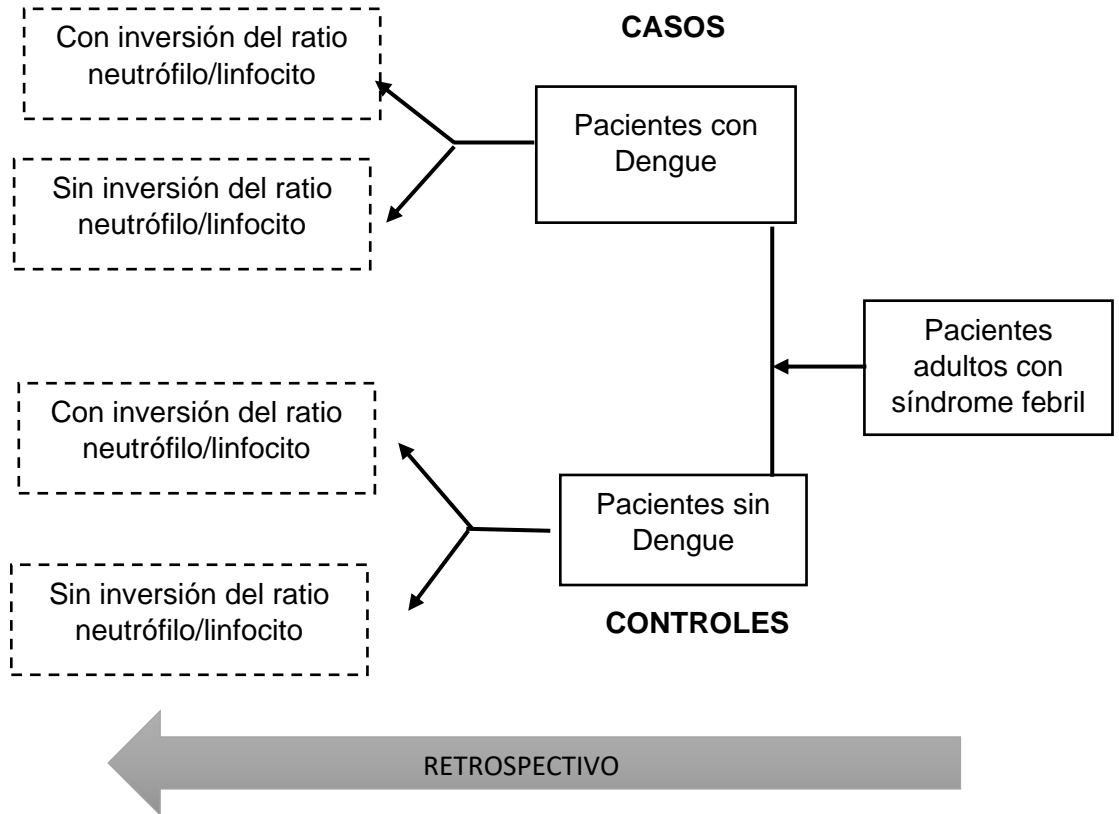 Con inversión del ratio
neutrófilo/linfocito
CASOS
Pacientes con
Dengue
Sin inversión del ratio
neutrófilo/linfocito
Pacientes
adultos con
síndrome febril
Con inversión del ratio
neutrófilo/linfocito
Pacientes sin
Dengue
Sin inversión del ratio
neutrófilo/linfocito
CONTROLES
RETROSPECTIVO